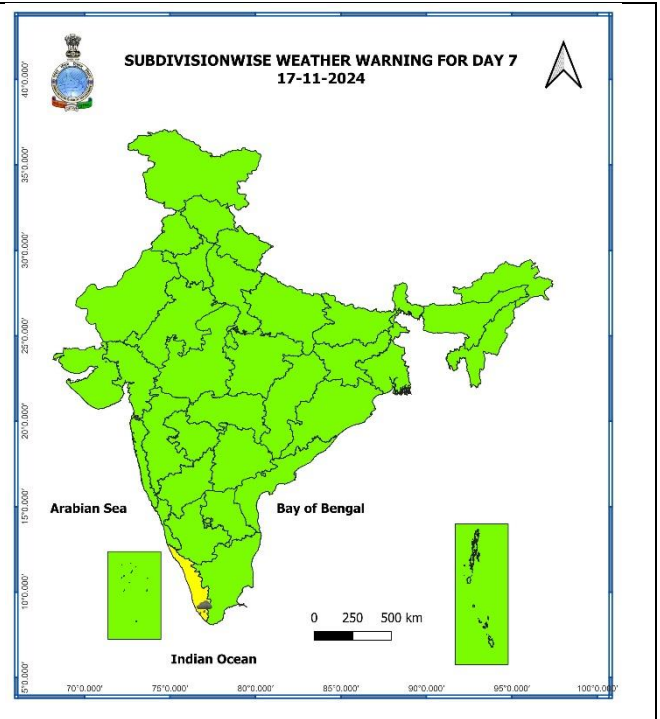 SUBDIVISIONWISE WEATHER WARNING FOR DAY 7
17-11-2024
40°0.000'
35°0.000'
30°0.000'
25°0.000'
20°0.000'
15°0.000'
10°0.000'
5°0.000'
Arabian Sea
Bay of Bengal
0 250 500 km
Indian Ocean
70°0.000' 75°0.000' 80°0.000' 85°0.000' 90°0.000' 95°0.000' 100°0.000'